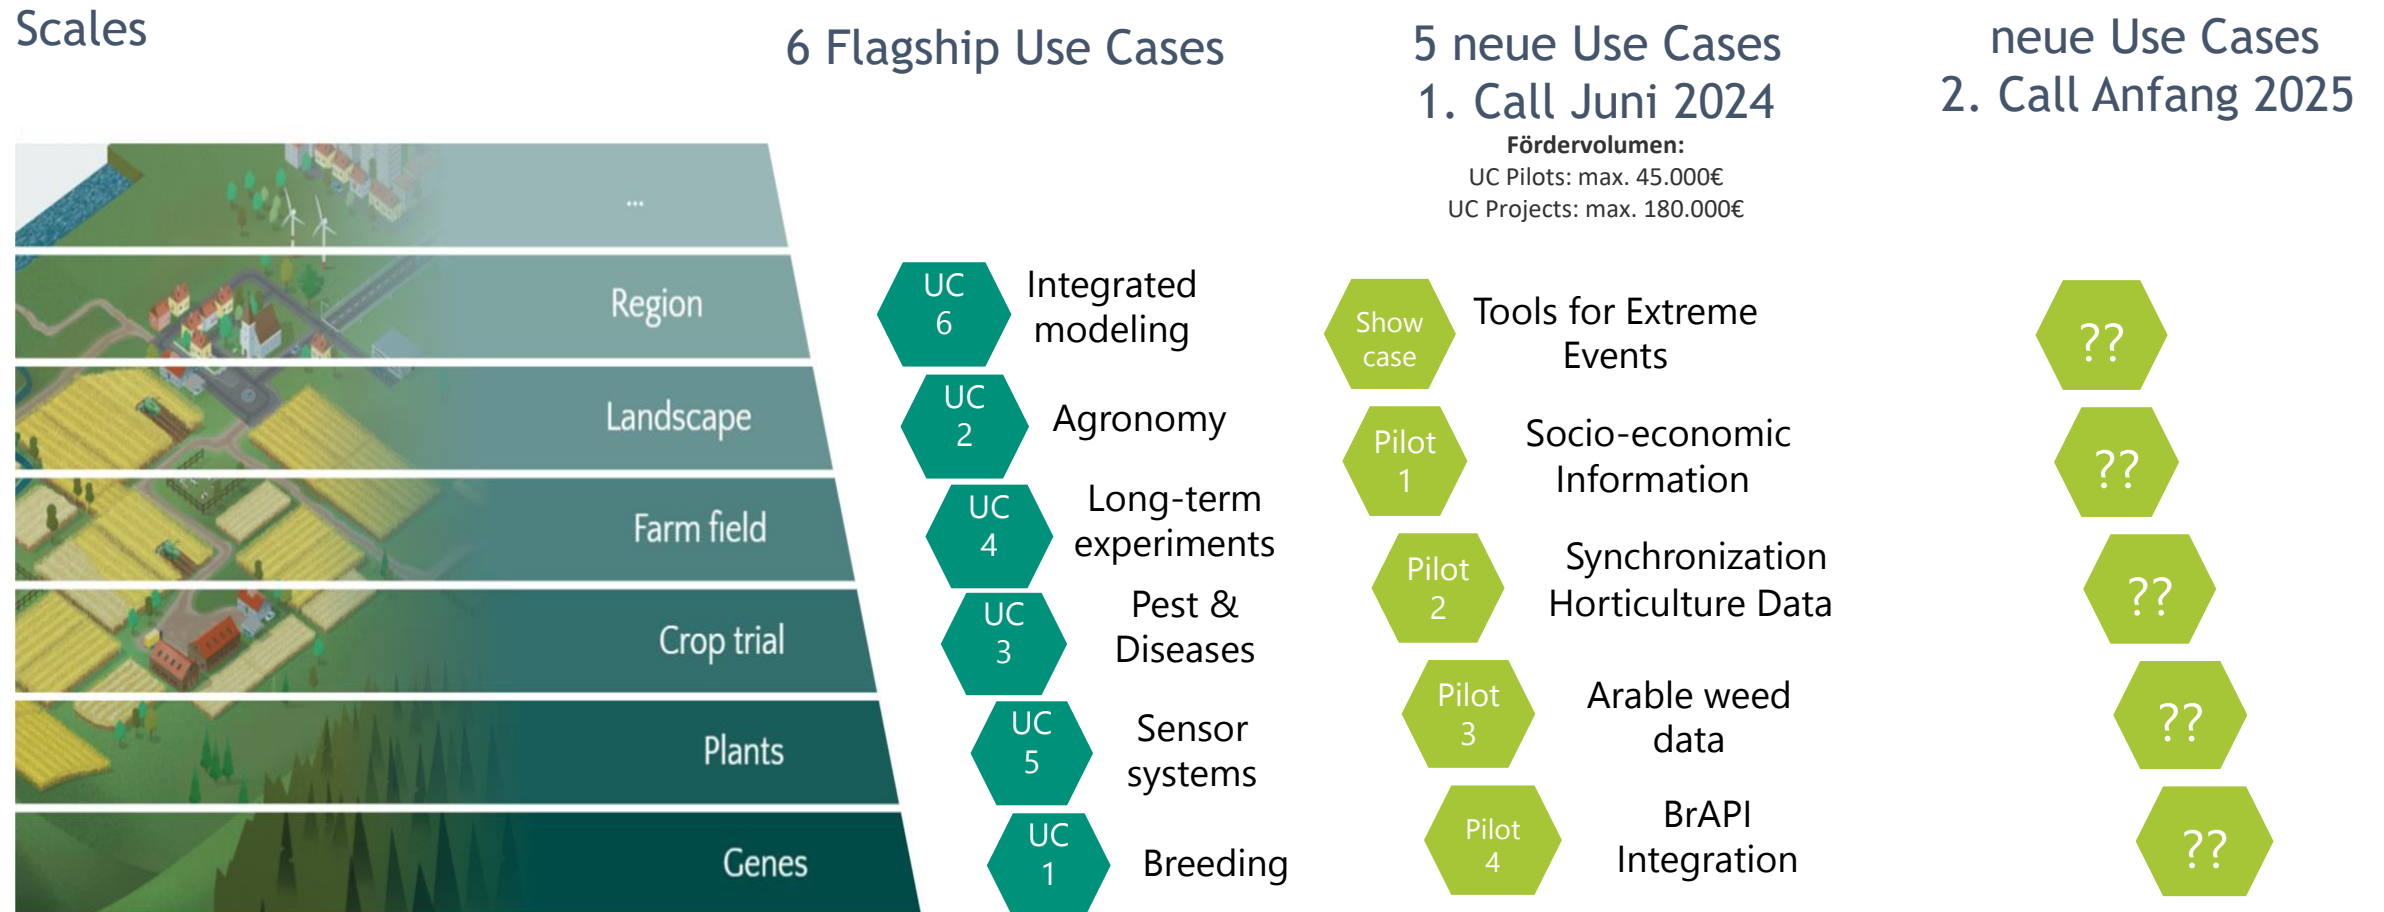 Scales
...
Region
Landscape
Farm field
Crop trial
Plants
Genes
6 Flagship Use Cases
UC
6
Integrated
modeling
UC
2
Agronomy
UC
4
Long-term
experiments
UC
3
Pest &
Diseases
UC
5
Sensor
systems
UC
1
Breeding
5 neue Use Cases
1. Call Juni 2024
Fördervolumen:
UC Pilots: max. 45.000€
UC Projects: max. 180.000€
Show
case
Tools for Extreme
Events
Pilot
1
Socio-economic
Information
Pilot
2
Synchronization
Horticulture Data
Pilot
3
Arable weed
data
Pilot
4
BrAPI
Integration
neue Use Cases
2. Call Anfang 2025
??
??
??
??
??